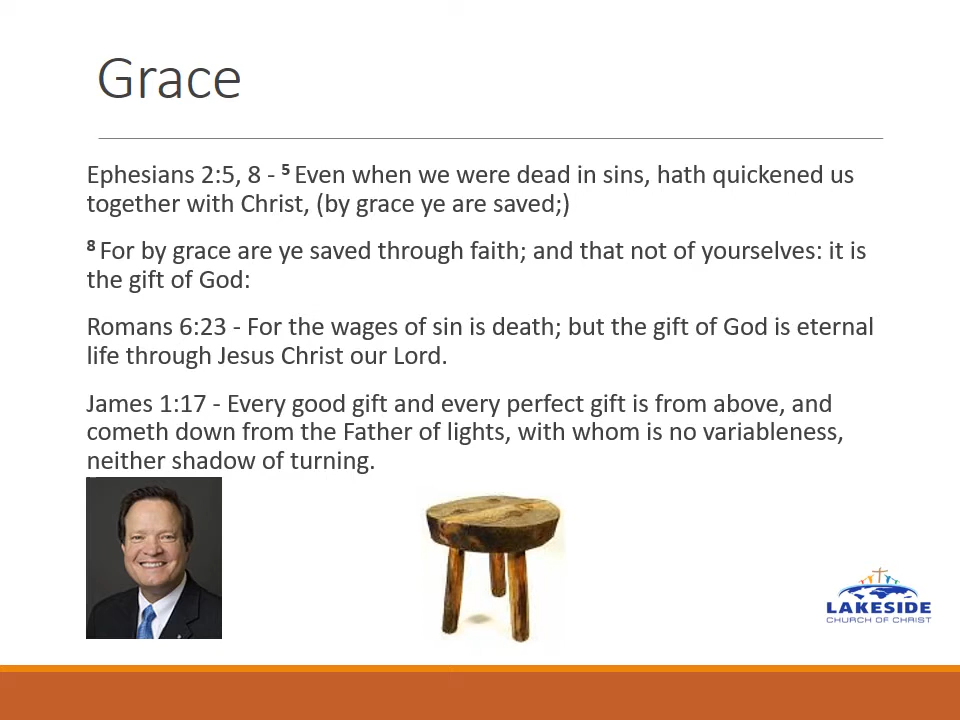 Grace
Ephesians 2:5, 8 - ⁵ Even when we were dead in sins, hath quickened us
together with Christ, (by grace ye are saved;)
⁸ For by grace are ye saved through faith; and that not of yourselves: it is
the gift of God:
Romans 6:23 - For the wages of sin is death; but the gift of God is eternal
life through Jesus Christ our Lord.
James 1:17 - Every good gift and every perfect gift is from above, and
cometh down from the Father of lights, with whom is no variableness,
neither shadow of turning.
LAKESIDE
CHURCH OF CHRIST